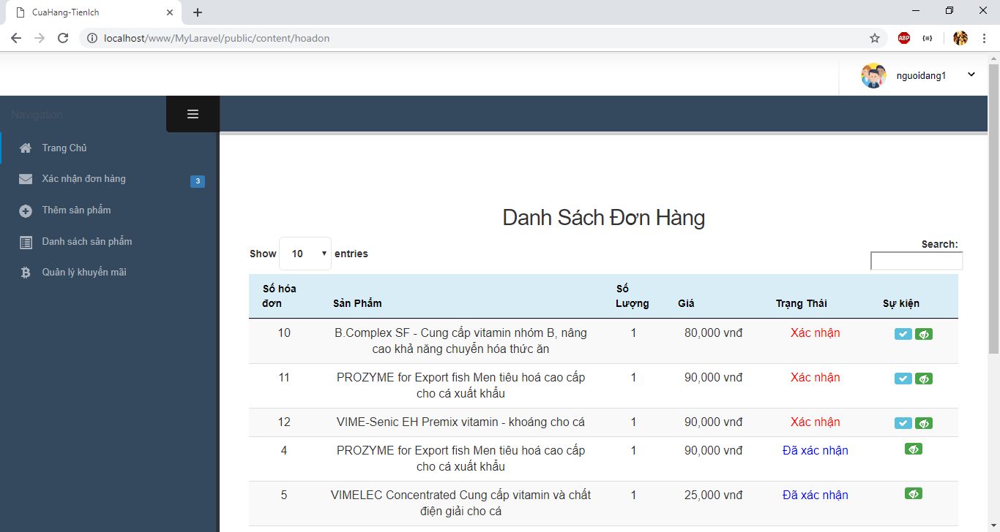 CuaHang-TienIch
localhost/www/MyLaravel/public/content/hoadon
ABP
nguoidang1
Navigation
Trang Chủ
Xác nhận đơn hàng 3
Thêm sản phẩm
Danh sách sản phẩm
Quản lý khuyến mãi
Danh Sách Đơn Hàng
Show 10 entries
Search:
Số hóa đơn Sản Phẩm Số Lượng Giá Trạng Thái Sự kiện
10 B.Complex SF - Cung cấp vitamin nhóm B, nâng 1 80,000 vnđ Xác nhận
cao khả năng chuyển hóa thức ăn
11 PROZYME for Export fish Men tiêu hoá cao cấp 1 90,000 vnđ Xác nhận
cho cá xuất khẩu
12 VIME-Senic EH Premix vitamin - khoáng cho cá 1 90,000 vnđ Xác nhận
4 PROZYME for Export fish Men tiêu hoá cao cấp 1 90,000 vnđ Đã xác nhận
cho cá xuất khẩu
5 VIMELEC Concentrated Cung cấp vitamin và chất 1 25,000 vnđ Đã xác nhận
điện giải cho cá